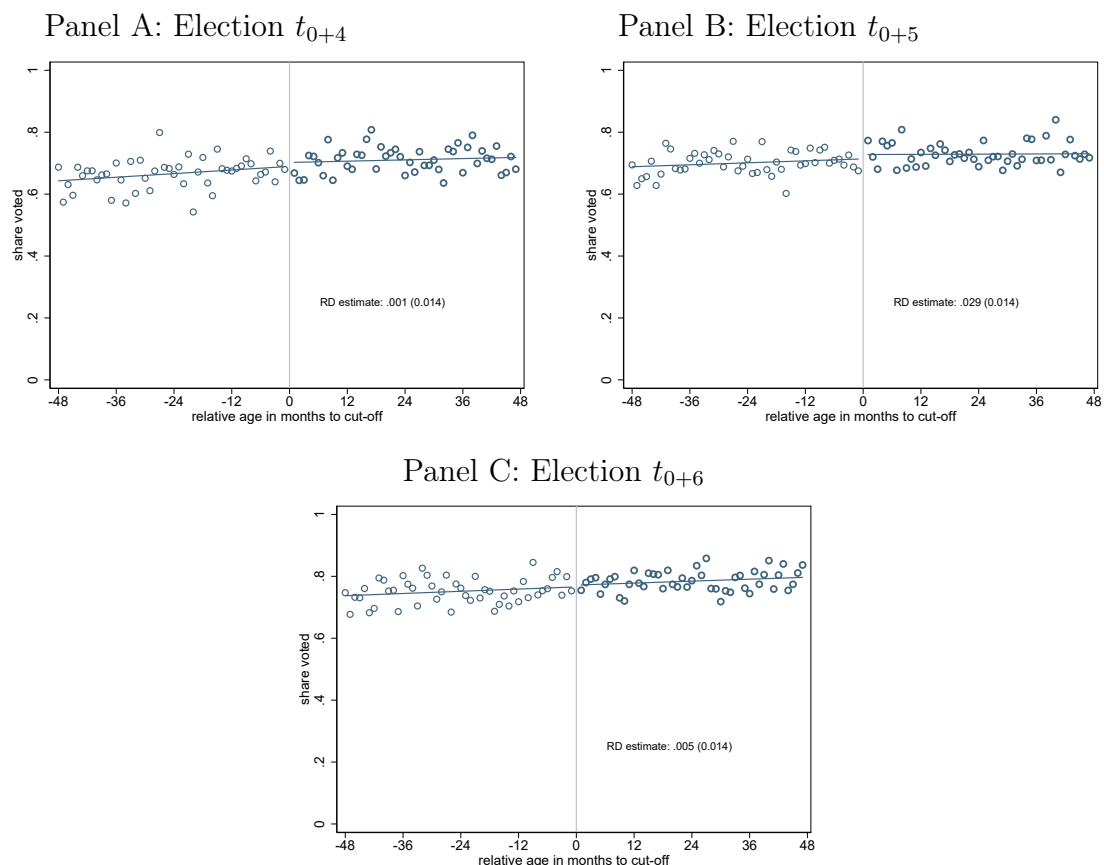 Panel A: Election t0+4
1
.8
.6
.4
.2
0
share voted
RD estimate: .001 (0.014)
-48 -36 -24 -12 0 12 24 36 48
relative age in months to cut-off
Panel B: Election t0+5
1
.8
.6
.4
.2
0
share voted
RD estimate: .029 (0.014)
-48 -36 -24 -12 0 12 24 36 48
relative age in months to cut-off
Panel C: Election t0+6
1
.8
.6
.4
.2
0
share voted
RD estimate: .005 (0.014)
-48 -36 -24 -12 0 12 24 36 48
relative age in months to cut-off